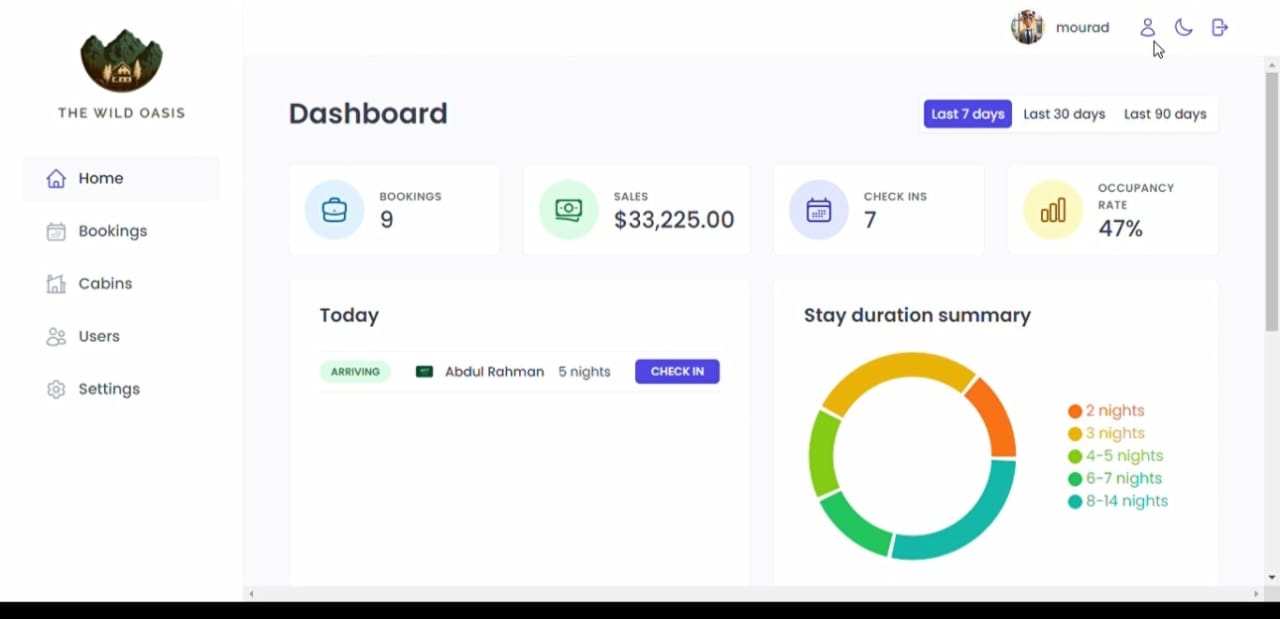 mourad
THE WILD OASIS
Home
Bookings
Cabins
Users
Settings
Dashboard
Last 7 days
Last 30 days
Last 90 days
BOOKINGS
9
SALES
$33,225.00
CHECK INS
7
OCCUPANCY
RATE
47%
Today
ARRIVING
Abdul Rahman
5 nights
CHECK IN
Stay duration summary
2 nights
3 nights
4-5 nights
6-7 nights
8-14 nights